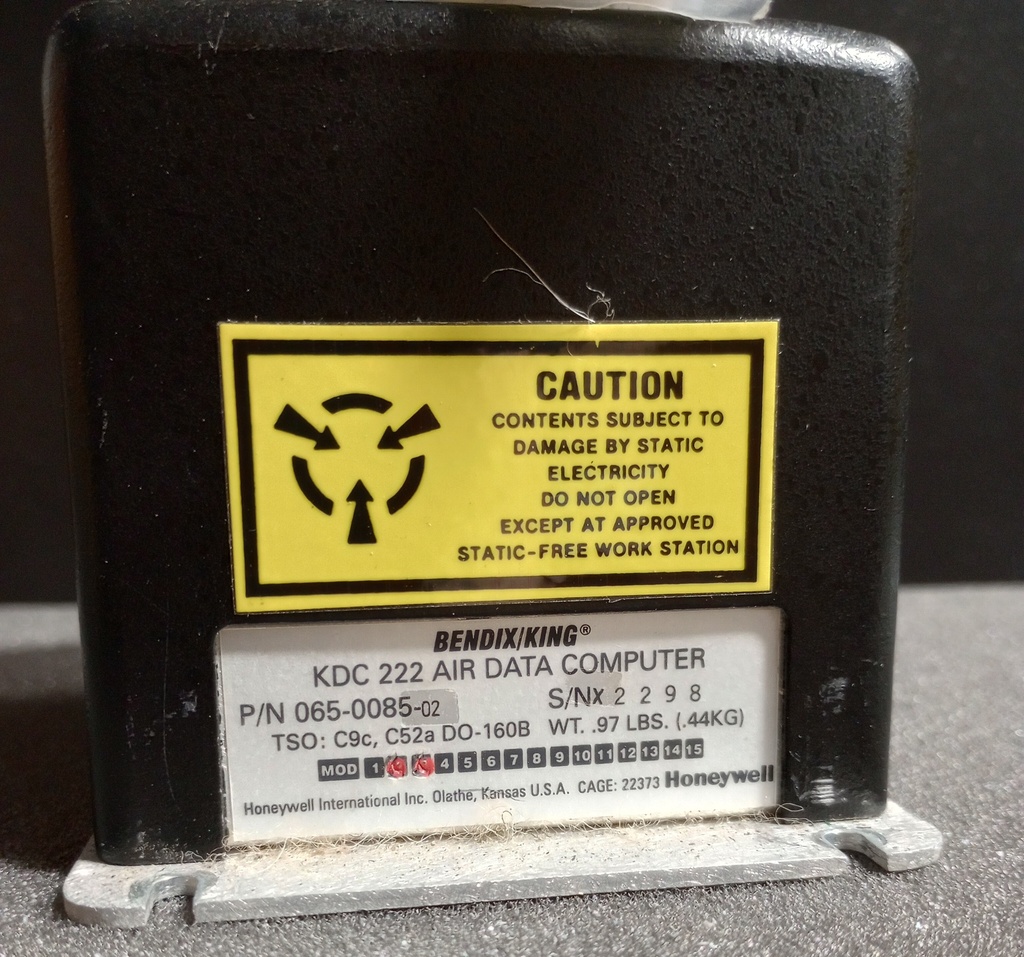 CAUTION
CONTENTS SUBJECT TO
DAMAGE BY STATIC
ELECTRICITY
DO NOT OPEN
EXCEPT AT APPROVED
STATIC-FREE WORK STATION
BENDIX/KING®
KDC 222 AIR DATA COMPUTER
P/N 065-0085-02 S/NX 2 2 9 8
TSO: C9c, C52a DO-160B WT. .97 LBS. (.44KG)
MOD 1 4 5 6 7 8 9 10 11 12 13 14 15
Honeywell International Inc. Olathe, Kansas U.S.A. CAGE: 22373 Honeywell